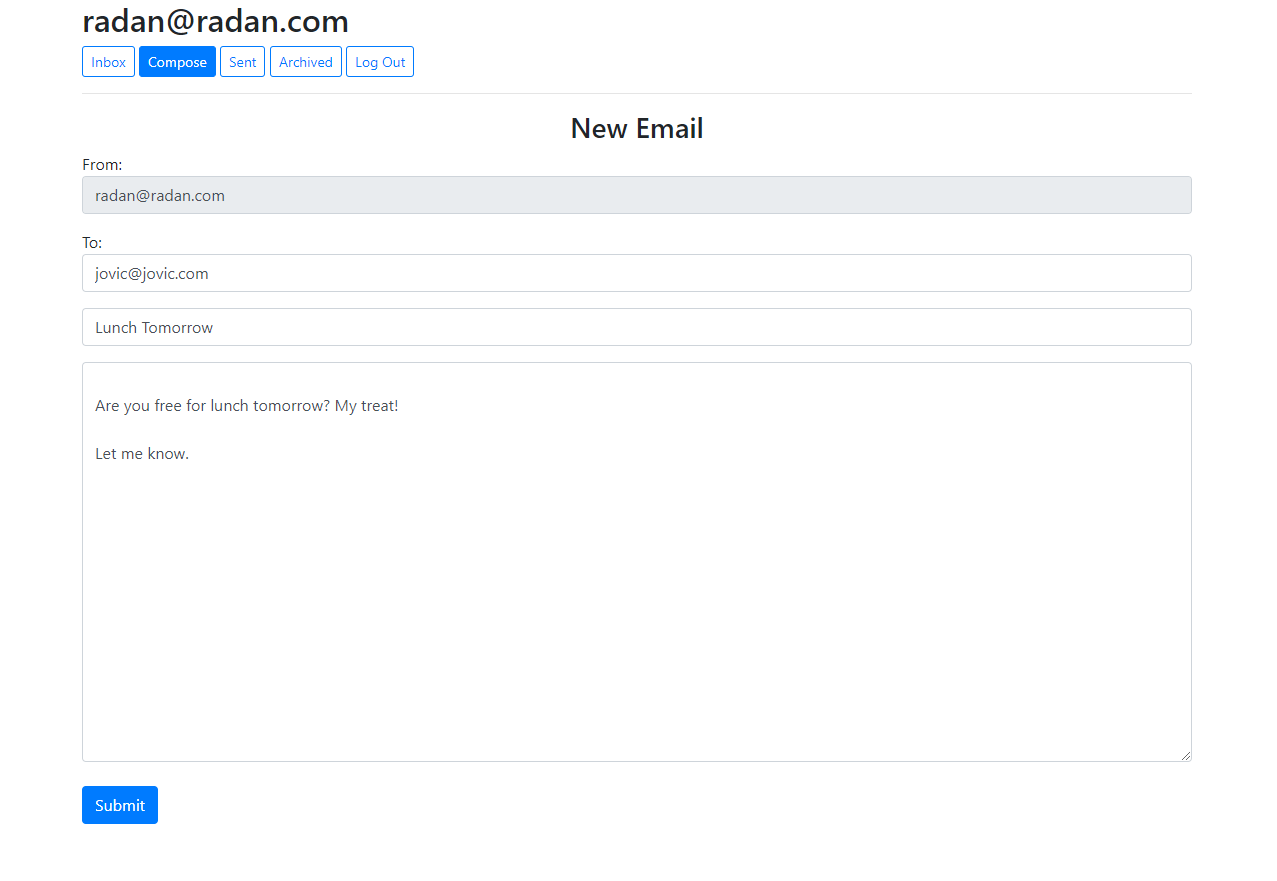 radan@radan.com
Inbox Compose Sent Archived Log Out
New Email
From:
radan@radan.com
To:
jovic@jovic.com
Lunch Tomorrow
Are you free for lunch tomorrow? My treat!
Let me know.
Submit